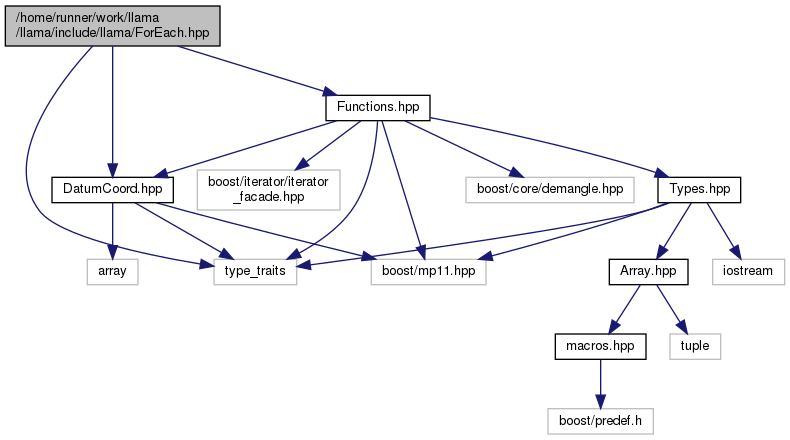 /home/runner/work/llama
/llama/include/llama/ForEach.hpp
Functions.hpp
DatumCoord.hpp
boost/iterator/iterator
_facade.hpp
boost/core/demangle.hpp
Types.hpp
array
type_traits
boost/mp11.hpp
Array.hpp
iostream
macros.hpp
tuple
boost/predef.h